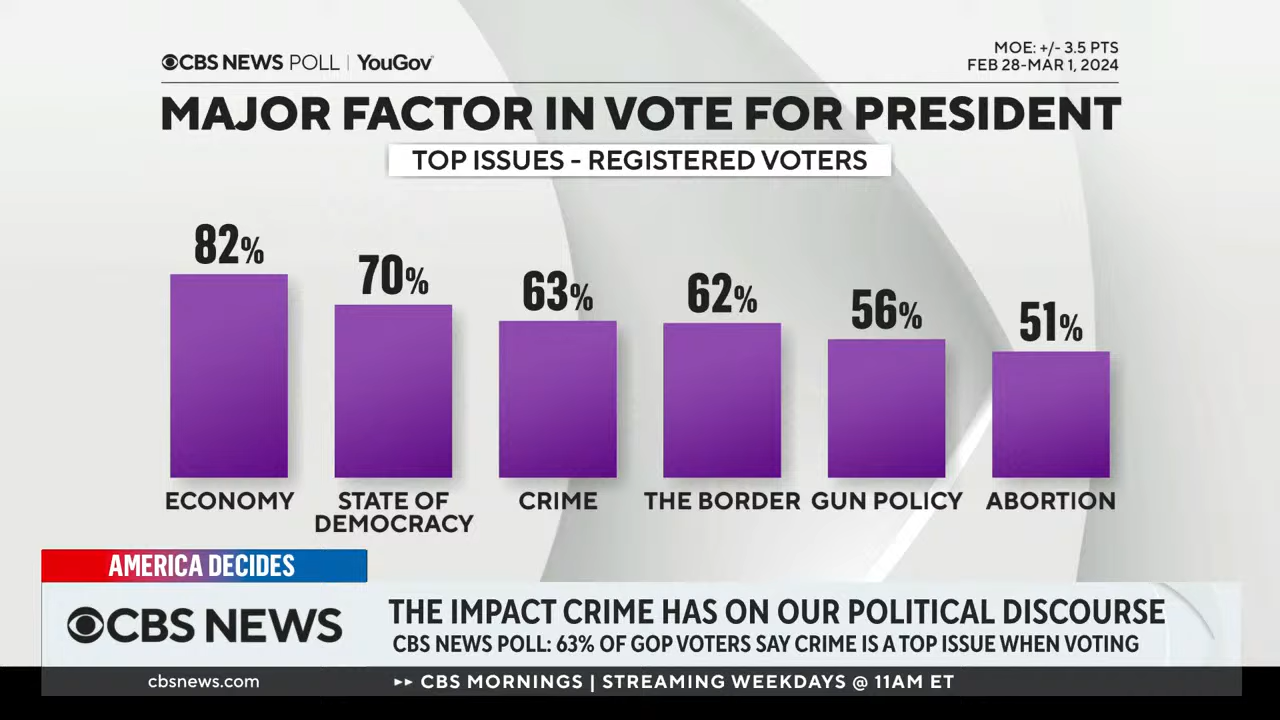 CBS NEWS POLL | YouGov
MOE: +/- 3.5 PTS
FEB 28-MAR 1, 2024
MAJOR FACTOR IN VOTE FOR PRESIDENT
TOP ISSUES - REGISTERED VOTERS
82%
70%
63%
62%
56%
51%
ECONOMY
STATE OF
DEMOCRACY
CRIME
THE BORDER
GUN POLICY
ABORTION
AMERICA DECIDES
CBS NEWS
THE IMPACT CRIME HAS ON OUR POLITICAL DISCOURSE
CBS NEWS POLL: 63% OF GOP VOTERS SAY CRIME IS A TOP ISSUE WHEN VOTING
cbsnews.com
CBS MORNINGS | STREAMING WEEKDAYS @ 11AM ET